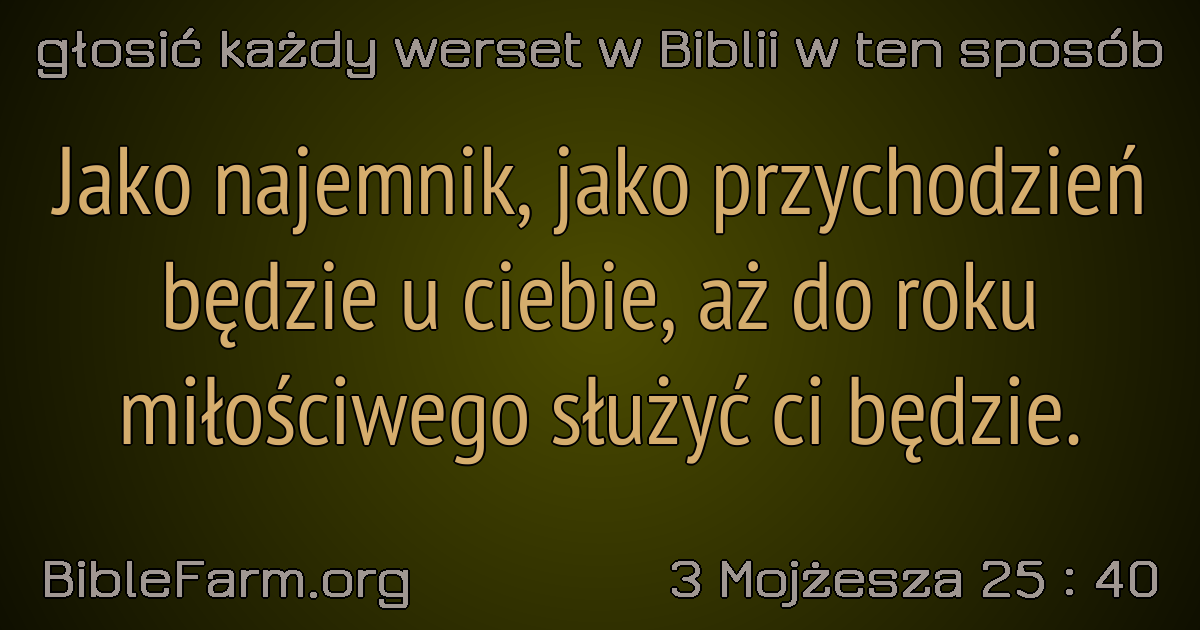 głosić każdy werset w Biblii w ten sposób
Jako najemnik, jako przychodzień
będzie u ciebie, aż do roku
miłościwego służyć ci będzie.
BibleFarm.org
3 Mojżesza 25 : 40